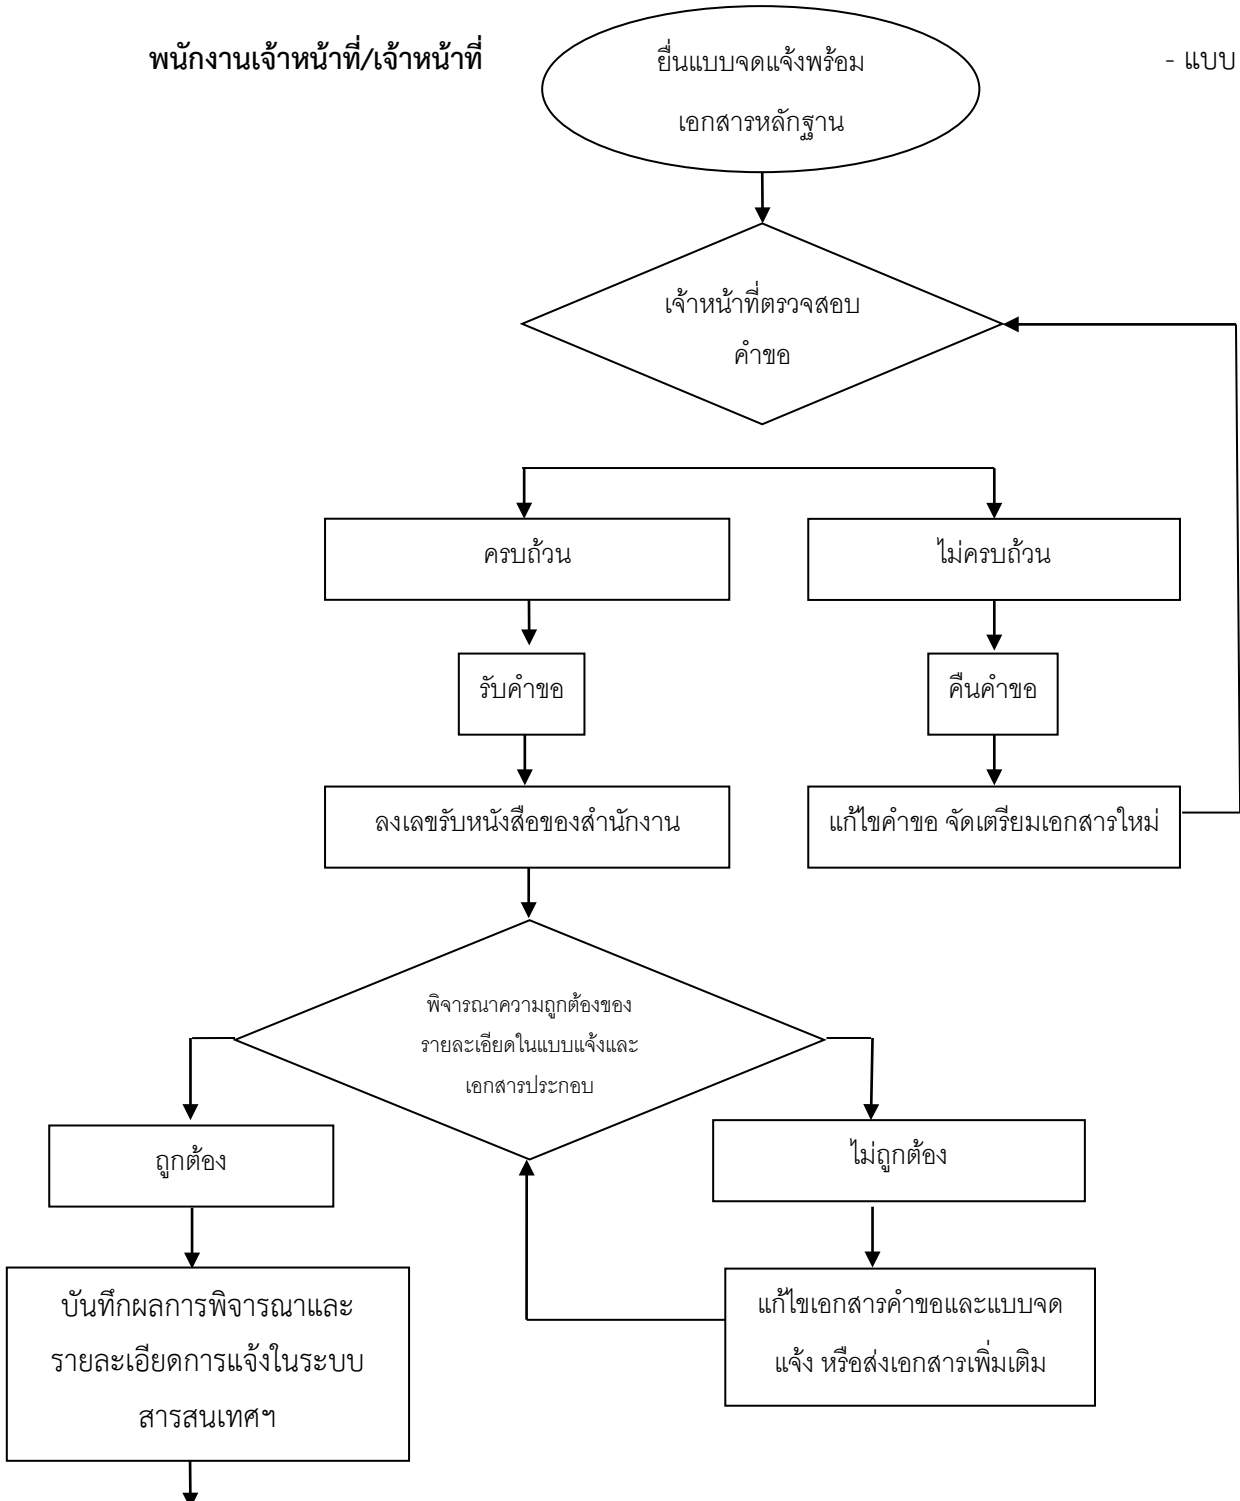 พนักงานเจ้าหน้าที่/เจ้าหน้าที่
ยื่นแบบจดแจ้งพร้อม
เอกสารหลักฐาน
- แบบ
เจ้าหน้าที่ตรวจสอบ
คำขอ
ครบถ้วน
ไม่ครบถ้วน
รับคำขอ
คืนคำขอ
ลงเลขรับหนังสือของสำนักงาน
แก้ไขคำขอ จัดเตรียมเอกสารใหม่
พิจารณาความถูกต้องของ
รายละเอียดในแบบแจ้งและ
เอกสารประกอบ
ถูกต้อง
ไม่ถูกต้อง
บันทึกผลการพิจารณาและ
รายละเอียดการแจ้งในระบบ
สารสนเทศฯ
แก้ไขเอกสารคำขอและแบบจด
แจ้ง หรือส่งเอกสารเพิ่มเติม